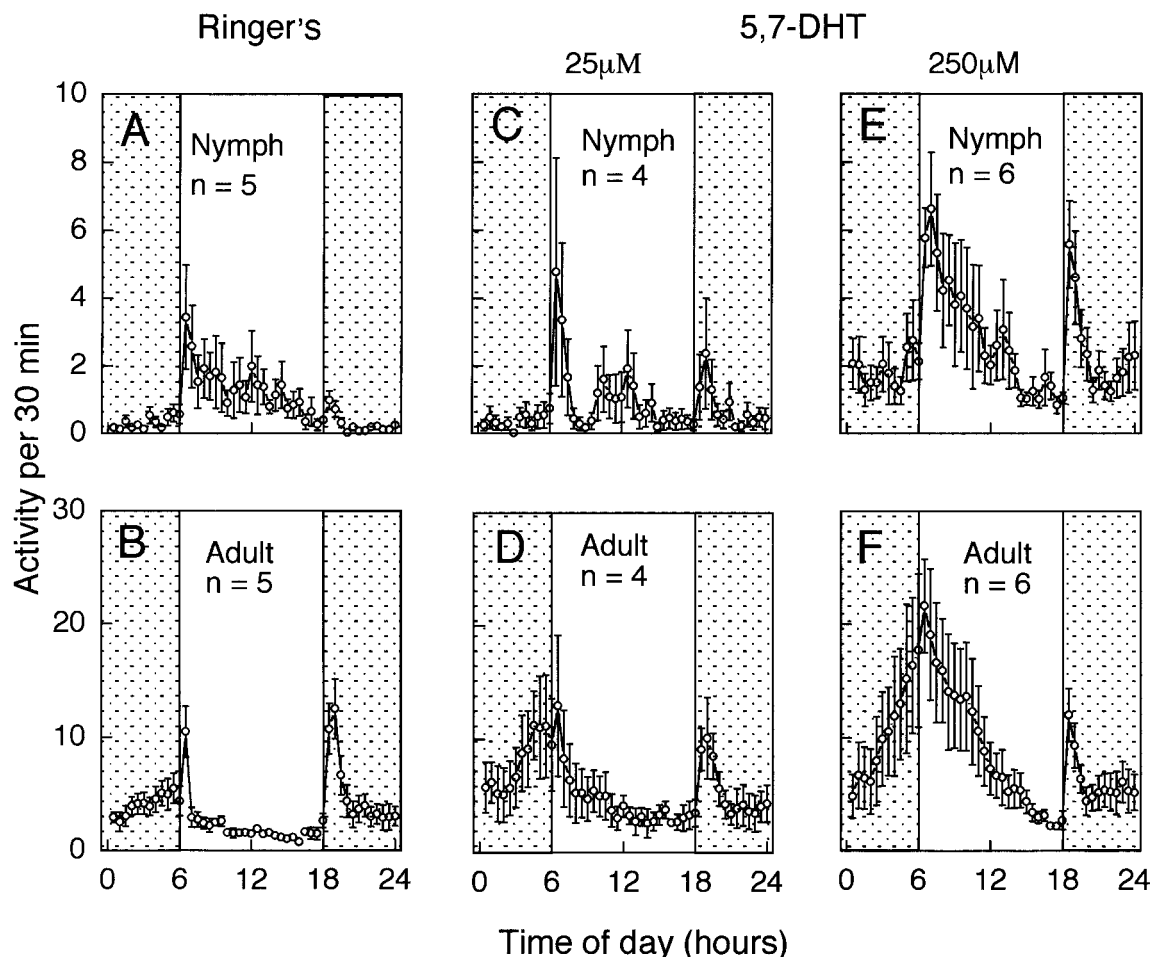 Ringer's 5,7-DHT
25μM 250μM
10
8
6
4
2
0
A
Nymph
n = 5
C
Nymph
n = 4
E
Nymph
n = 6
30
20
10
0
B
Adult
n = 5
D
Adult
n = 4
F
Adult
n = 6
0 6 12 18 24 0 6 12 18 24 0 6 12 18 24
Activity per 30 min
Time of day (hours)